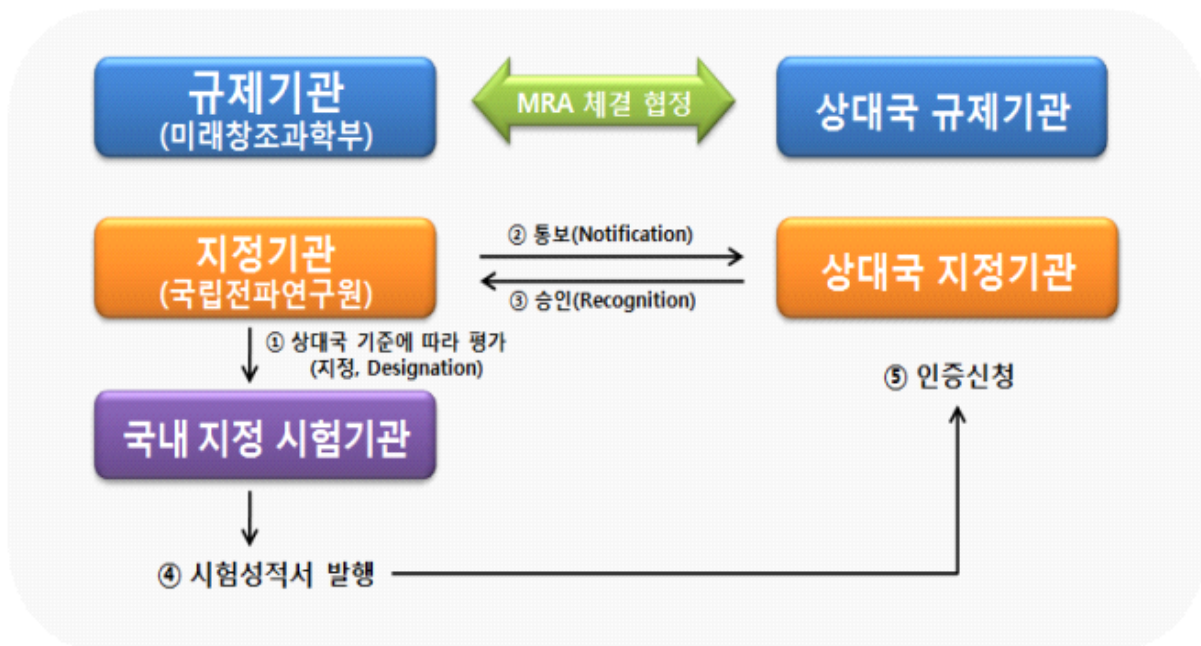 규제기관
(미래창조과학부)
MRA 체결 협정
상대국 규제기관
지정기관
(국립전파연구원)
② 통보(Notification)
③ 승인(Recognition)
상대국 지정기관
① 상대국 기준에 따라 평가
(지정, Designation)
⑤ 인증신청
국내 지정 시험기관
④ 시험성적서 발행